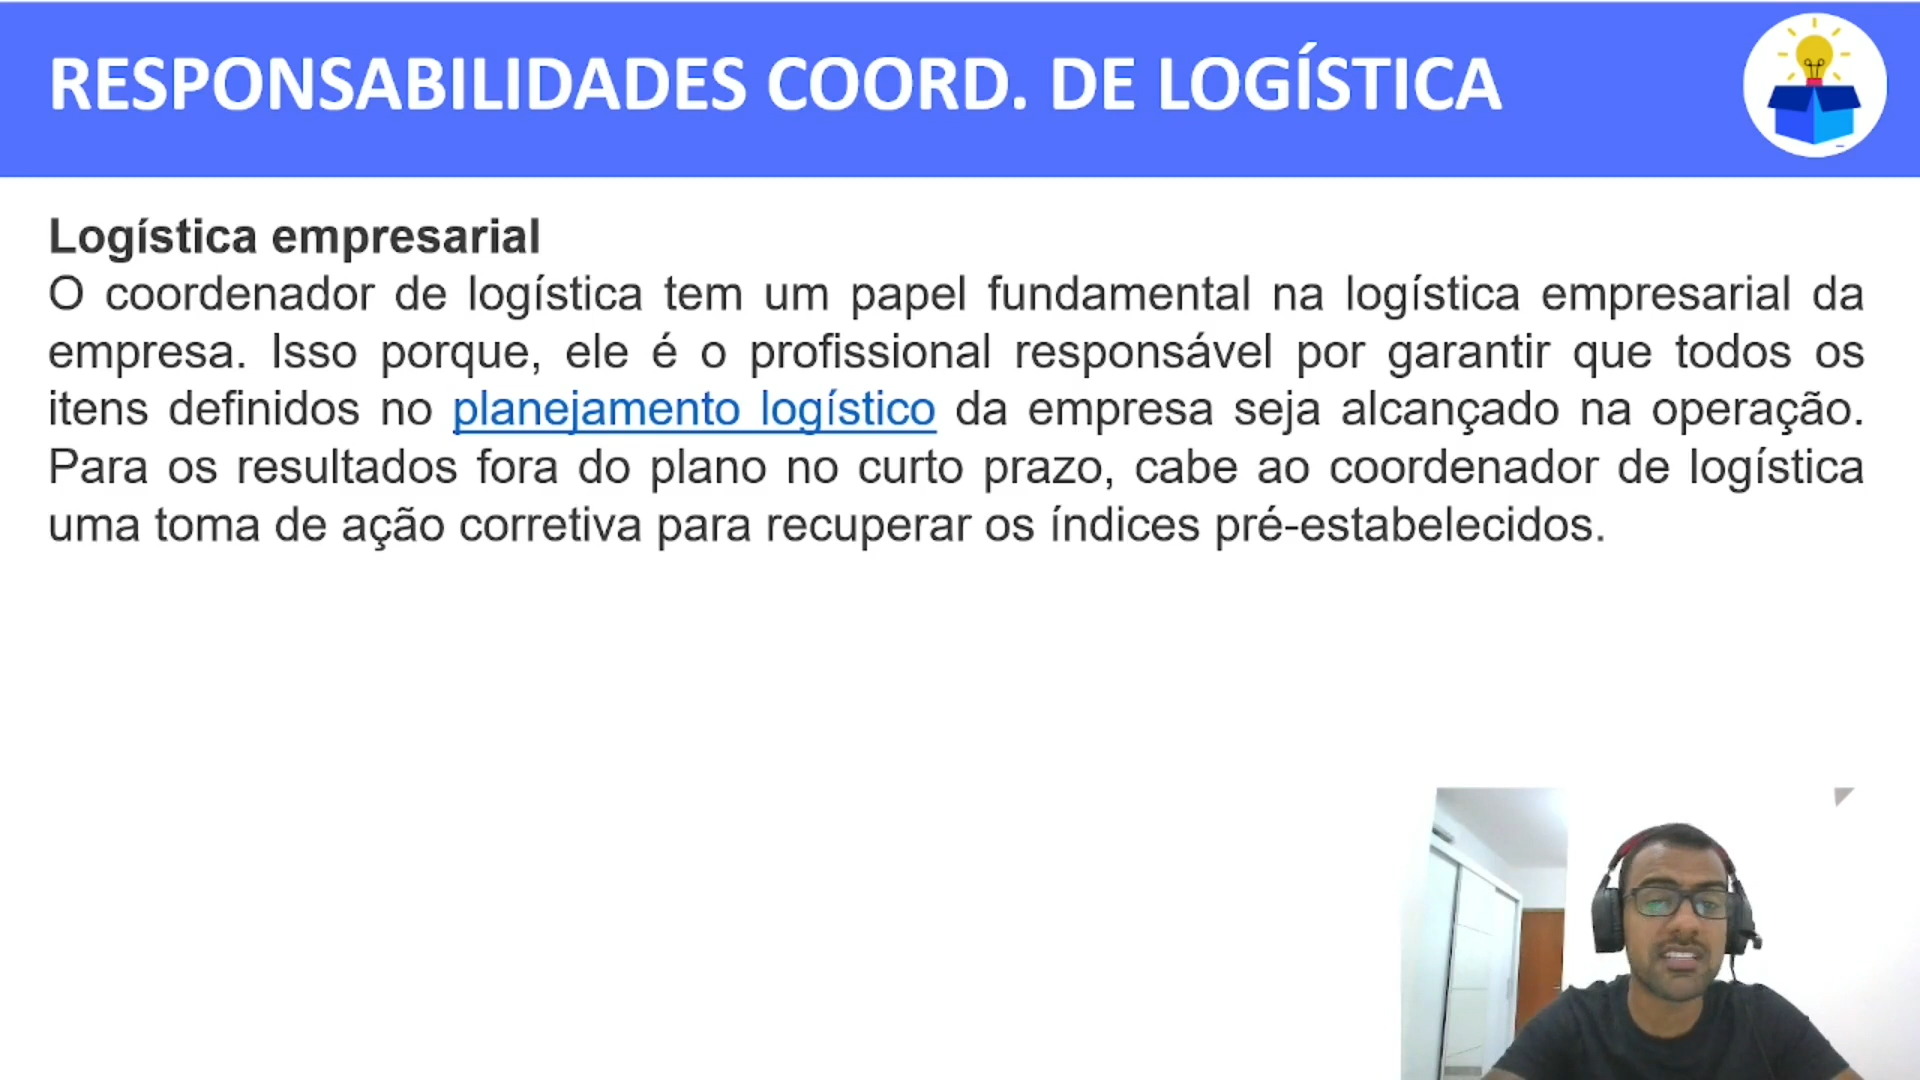 RESPONSABILIDADES COORD. DE LOGÍSTICA
Logística empresarial
O coordenador de logística tem um papel fundamental na logística empresarial da
empresa. Isso porque, ele é o profissional responsável por garantir que todos os
itens definidos no planejamento logístico da empresa seja alcançado na operação.
Para os resultados fora do plano no curto prazo, cabe ao coordenador de logística
uma toma de ação corretiva para recuperar os índices pré-estabelecidos.